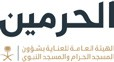 الحرمين
الهيئة العامة للعناية بشؤون
المسجد الحرام والمسجد النبوي